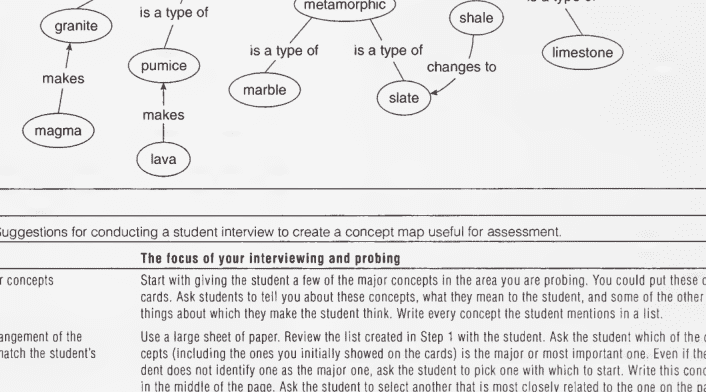 metamorphic
is a type of
shale
granite
is a type of
is a type of
limestone
pumice
changes to
makes
marble
slate
makes
magma
lava
Suggestions for conducting a student interview to create a concept map useful for assessment.
The focus of your interviewing and probing
concepts
Start with giving the student a few of the major concepts in the area you are probing. You could put these
cards. Ask students to tell you about these concepts, what they mean to the student, and some of the other
things about which they make the student think. Write every concept the student mentions in a list.
of the
Use a large sheet of paper. Review the list created in Step 1 with the student. Ask the student which of the
match the student's
cepts (including the ones you initially showed on the cards) is the major or most important one. Even if the
dent does not identify one as the major one, ask the student to pick one with which to start. Write this
in the middle of the page. Ask the student to select another that is most closely related to the one on the